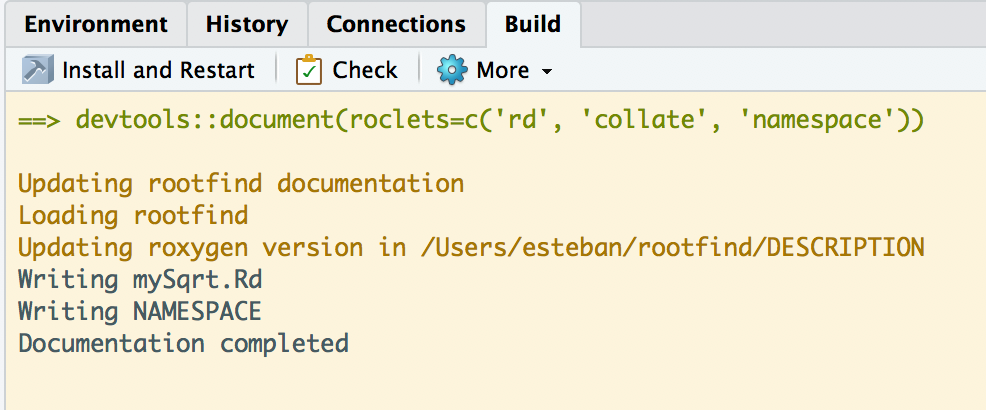 Environment History Connections Build
Install and Restart Check More
==> devtools::document(roclets=c('rd', 'collate', 'namespace'))
Updating rootfind documentation
Loading rootfind
Updating roxygen version in /Users/esteban/rootfind/DESCRIPTION
Writing mySqrt.Rd
Writing NAMESPACE
Documentation completed